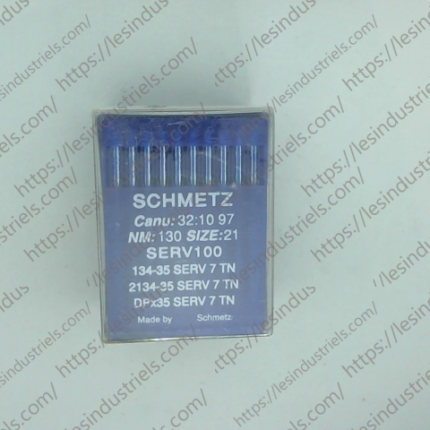 SCHMETZ
Canu: 32:10 97
NM: 130 SIZE:21
SERV100
134-35 SERV 7 TN
2134-35 SERV 7 TN
DPx35 SERV 7 TN
Made by Schmetz
https://lesindustriels.com/